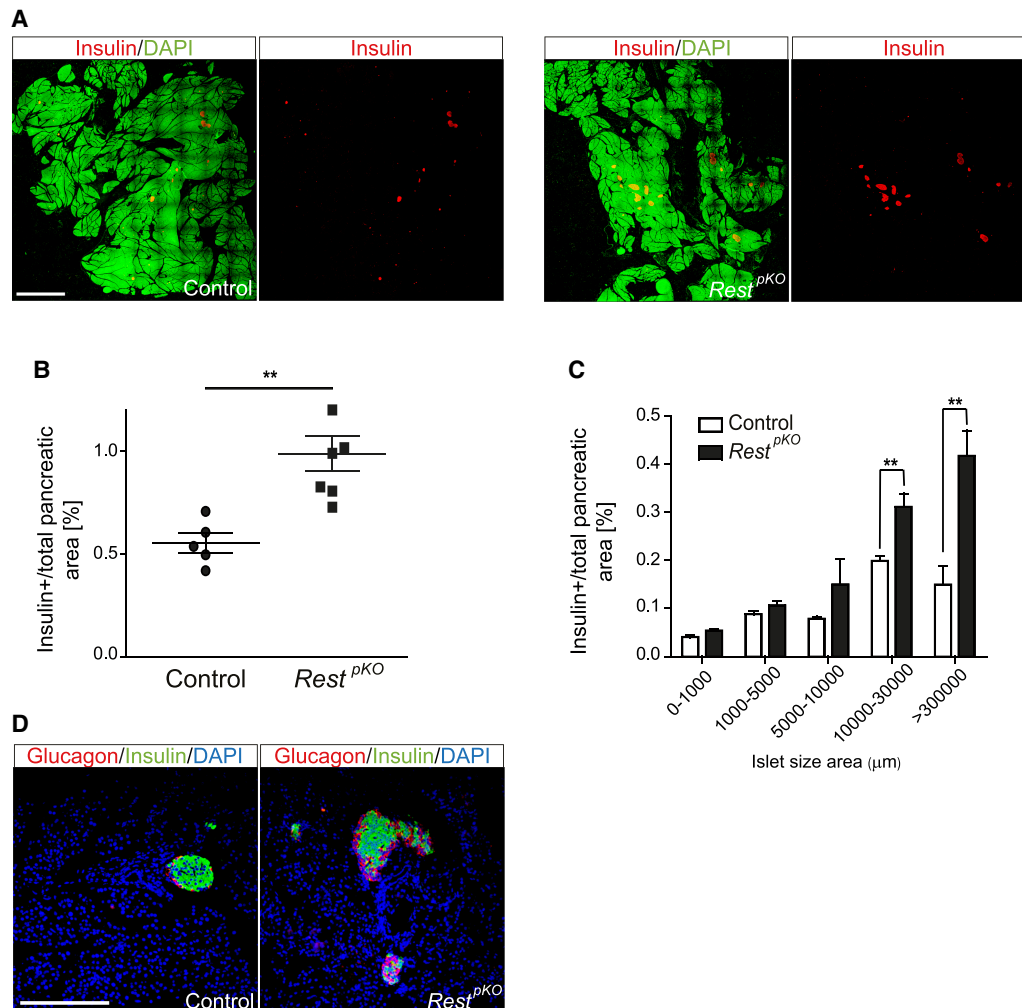 A
Insulin/DAPI
Insulin
Insulin/DAPI
Insulin
Control
Rest pKO
B
**
Insulin+/total pancreatic
area [%]
1.0
0.5
0.0
Control
Rest pKO
C
Insulin+/total pancreatic
area [%]
0.5
0.4
0.3
0.2
0.1
0.0
Control
Rest pKO
**
**
0-1000
1000-5000
5000-10000
10000-30000
>300000
Islet size area (μm)
D
Glucagon/Insulin/DAPI
Glucagon/Insulin/DAPI
Control
Rest pKO